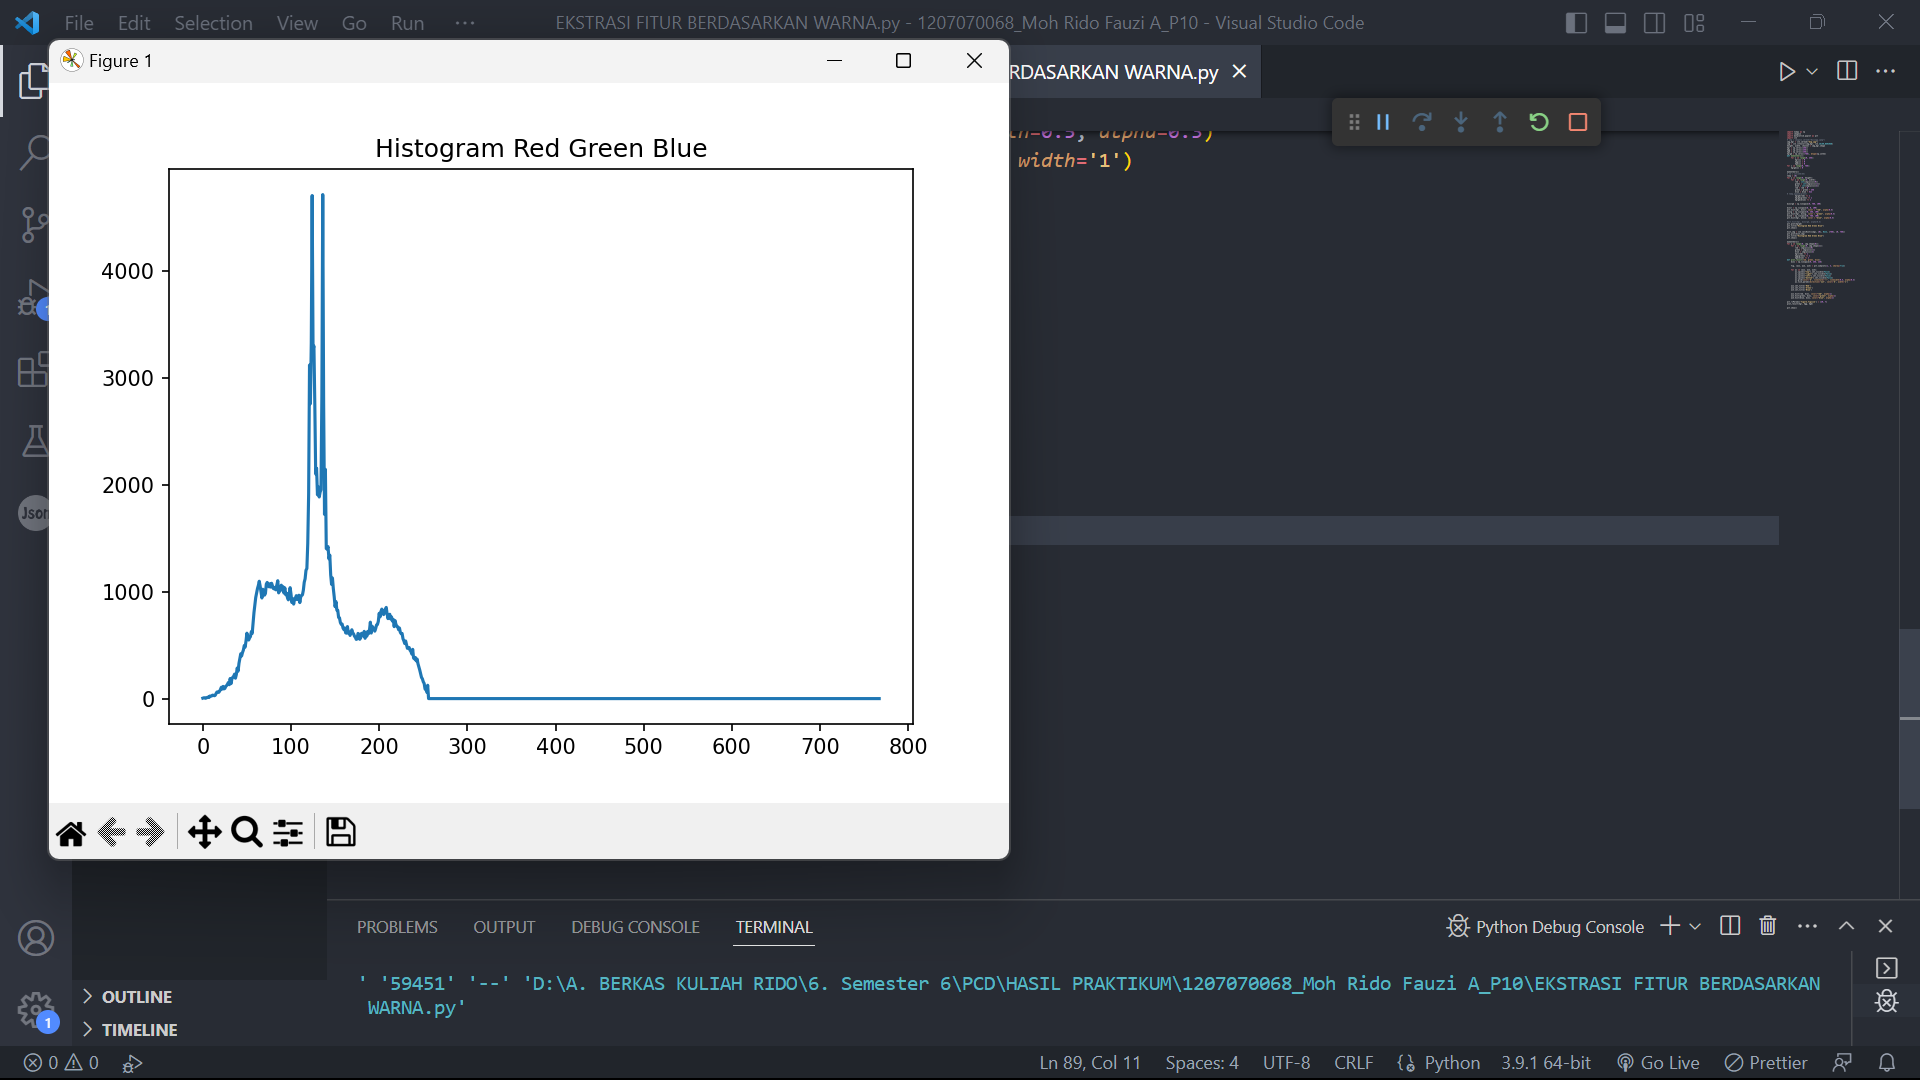 File Edit Selection View Go Run ··· EKSTRASI FITUR BERDASARKAN WARNA.py - 1207070068_Moh Rido Fauzi A_P10 - Visual Studio Code
Figure 1
RDASARKAN WARNA.py
width='1')
Histogram Red Green Blue
4000
3000
2000
1000
0
0 100 200 300 400 500 600 700 800
Json
1
PROBLEMS OUTPUT DEBUG CONSOLE TERMINAL
Python Debug Console
' '59451' '--' 'D:\A. BERKAS KULIAH RIDO\6. Semester 6\PCD\HASIL PRAKTIKUM\1207070068_Moh Rido Fauzi A_P10\EKSTRASI FITUR BERDASARKAN
WARNA.py'
OUTLINE
TIMELINE
1
0 0
Ln 89, Col 11 Spaces: 4 UTF-8 CRLF Python 3.9.1 64-bit Go Live Prettier